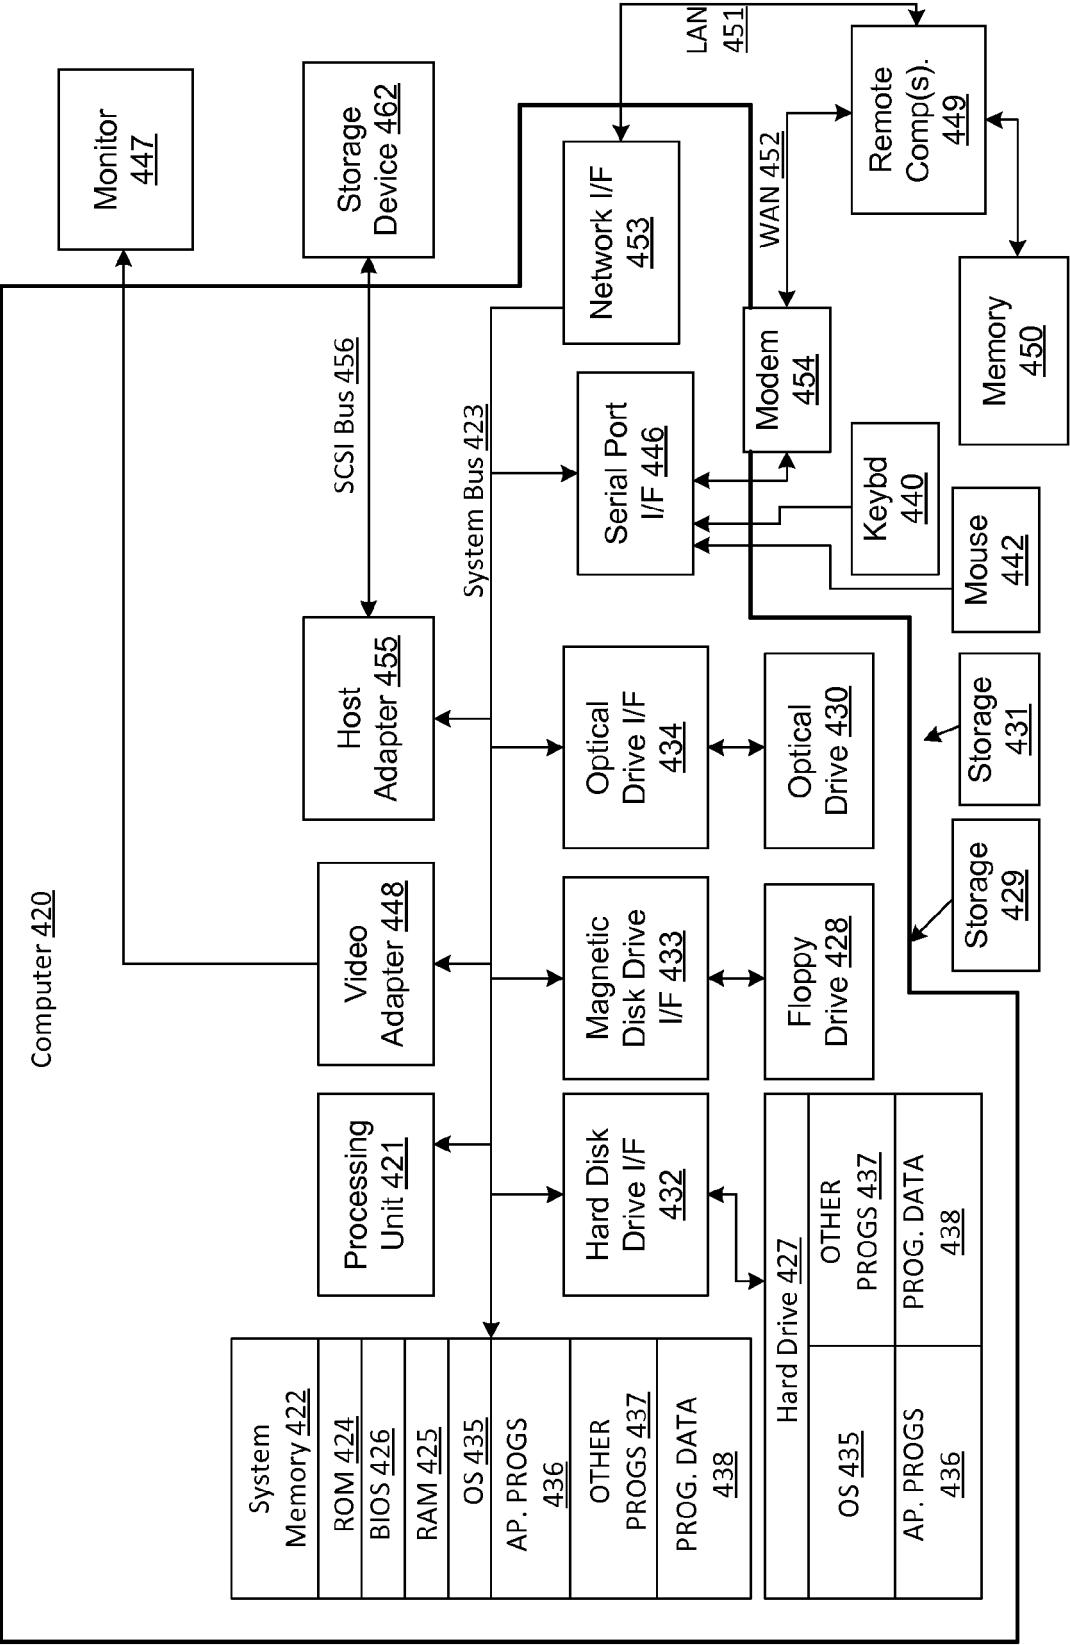 Computer 420
Monitor
447
Storage
Device 462
SCSI Bus 456
Host
Adapter 455
Video
Adapter 448
Processing
Unit 421
System
Memory 422
ROM 424
BIOS 426
RAM 425
OS 435
AP. PROGS
436
OTHER
PROGS 437
PROG. DATA
438
System Bus 423
Hard Disk
Drive I/F
432
Magnetic
Disk Drive
I/F 433
Optical
Drive I/F
434
Serial Port
I/F 446
Network I/F
453
LAN
451
Hard Drive 427
OS 435
OTHER
PROGS 437
AP. PROGS
436
PROG. DATA
438
Floppy
Drive 428
Optical
Drive 430
Modem
454
WAN 452
Remote
Comp(s).
449
Keybd
440
Storage
429
Storage
431
Mouse
442
Memory
450